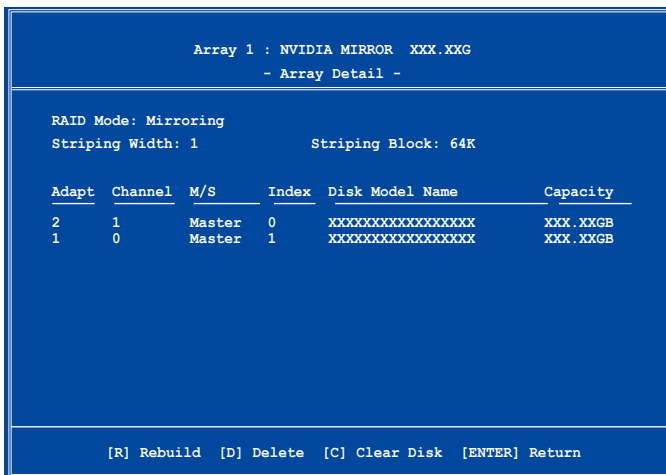 Array 1 : NVIDIA MIRROR XXX.XXG
- Array Detail -
RAID Mode: Mirroring
Striping Width: 1 Striping Block: 64K
Adapt Channel M/S Index Disk Model Name Capacity
2 1 Master 0 XXXXXXXXXXXXXXXXX XXX.XXGB
1 0 Master 1 XXXXXXXXXXXXXXXXX XXX.XXGB
[R] Rebuild [D] Delete [C] Clear Disk [ENTER] Return